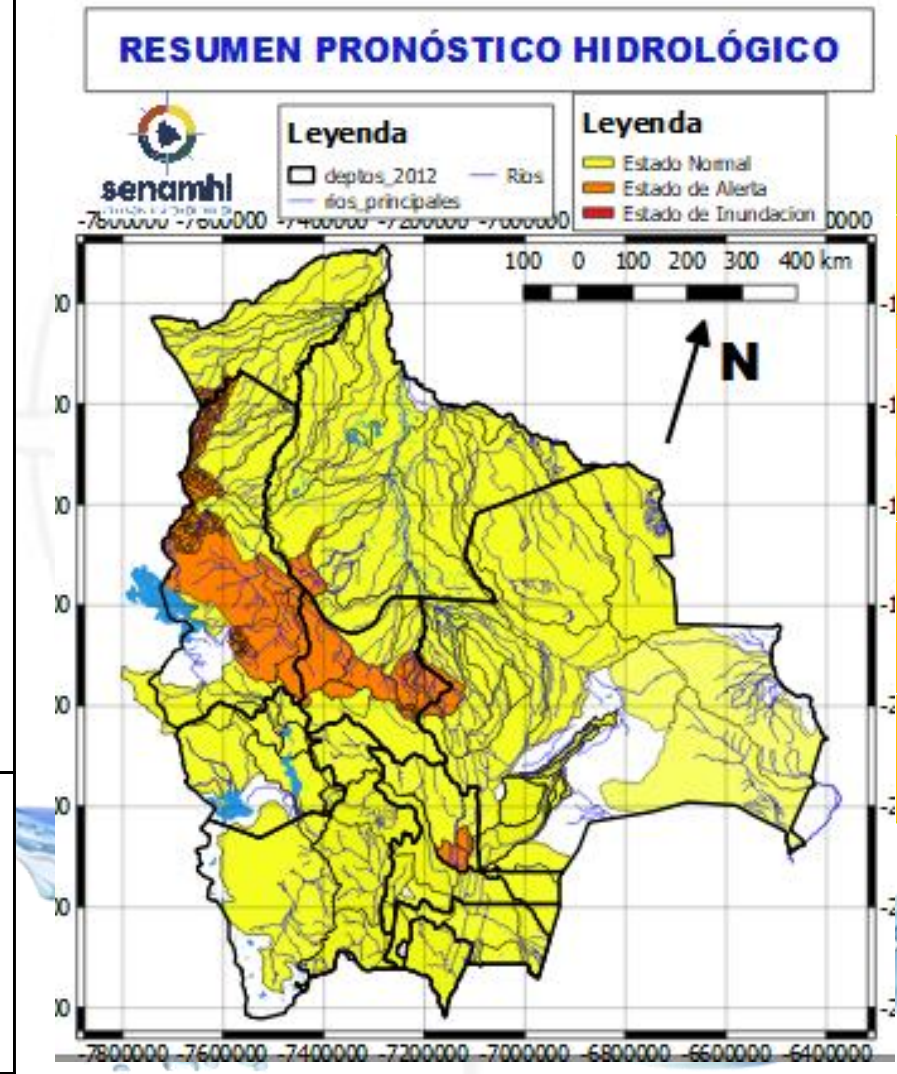 RESUMEN PRONÓSTICO HIDROLÓGICO
senamhi
Leyenda
deptos_2012
Rios
rios_principales
Leyenda
Estado Normal
Estado de Alerta
Estado de Inundacion
-7800000 -7600000 -7400000 -7200000 -7000000
100 0 100 200 300 400 km
N
-7800000 -7600000 -7400000 -7200000 -7000000 -6800000 -6600000 -6400000